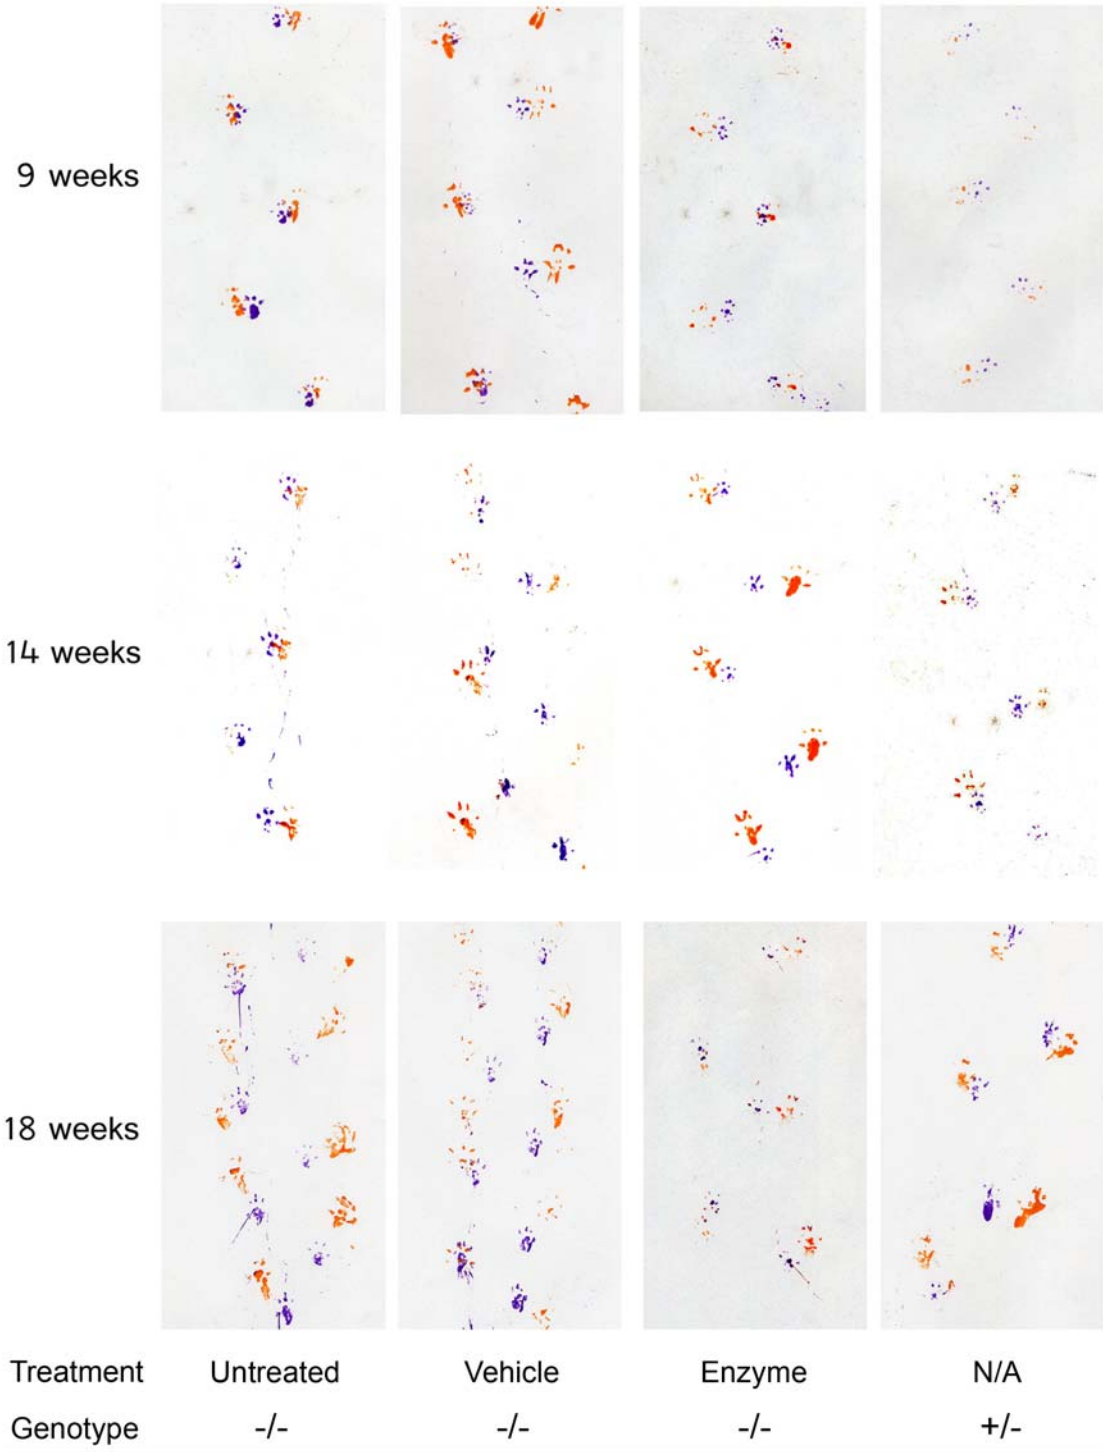 9 weeks
14 weeks
18 weeks
Treatment Untreated Vehicle Enzyme N/A
Genotype -/- -/- -/- +/-